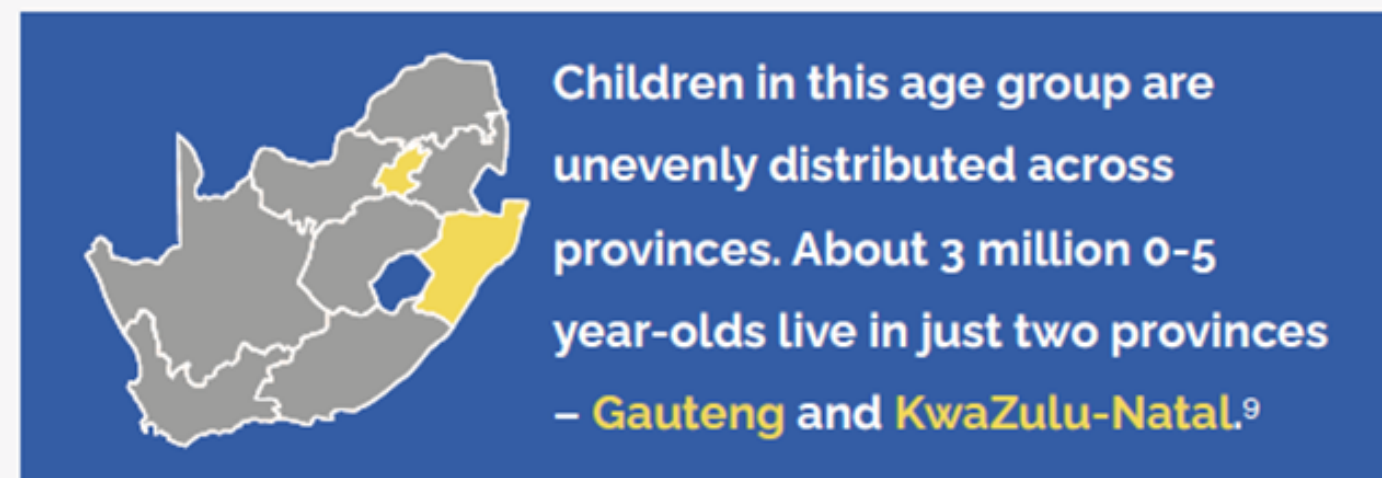 Children in this age group are
unevenly distributed across
provinces. About 3 million 0-5
year-olds live in just two provinces
– Gauteng and KwaZulu-Natal.⁹